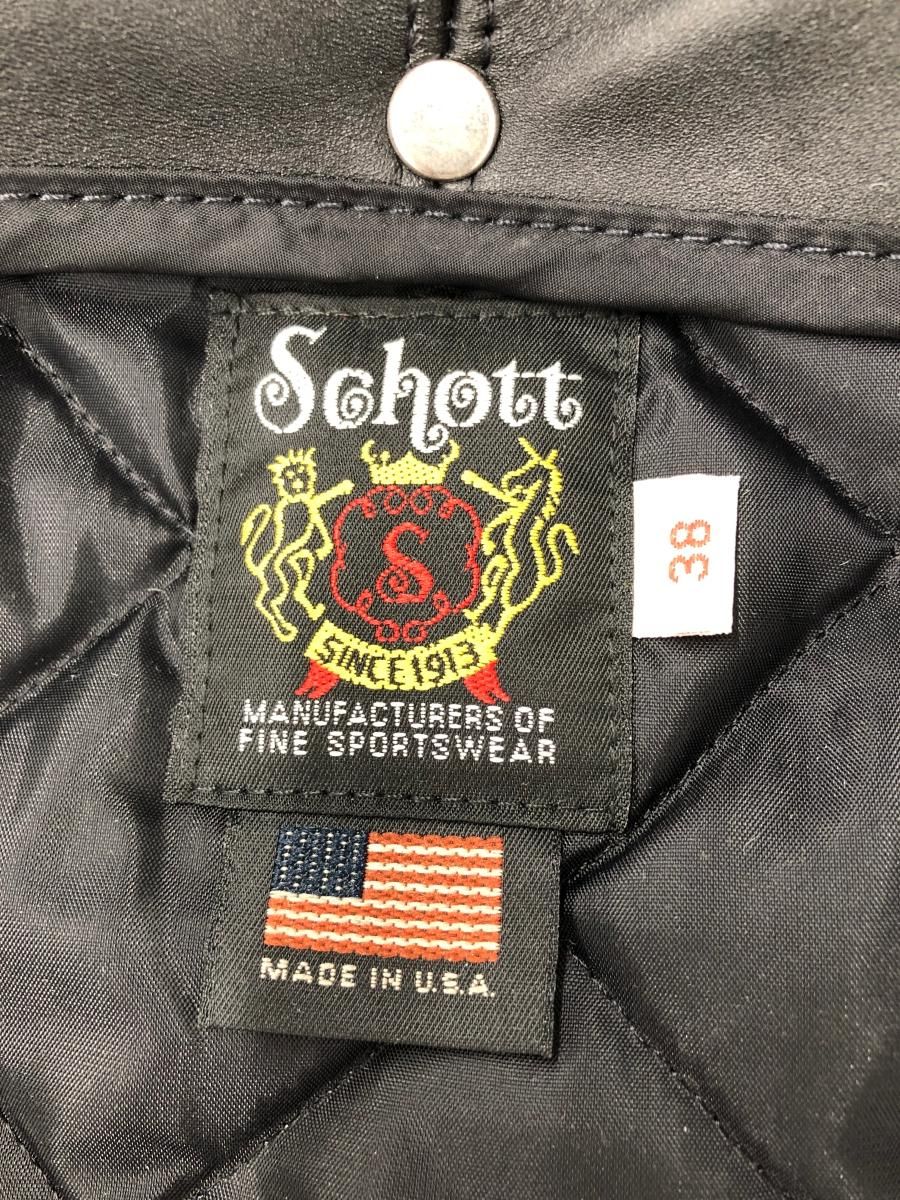 Schott
S
SINCE 1913
MANUFACTURERS OF
FINE SPORTSWEAR
38
MADE IN U.S.A.